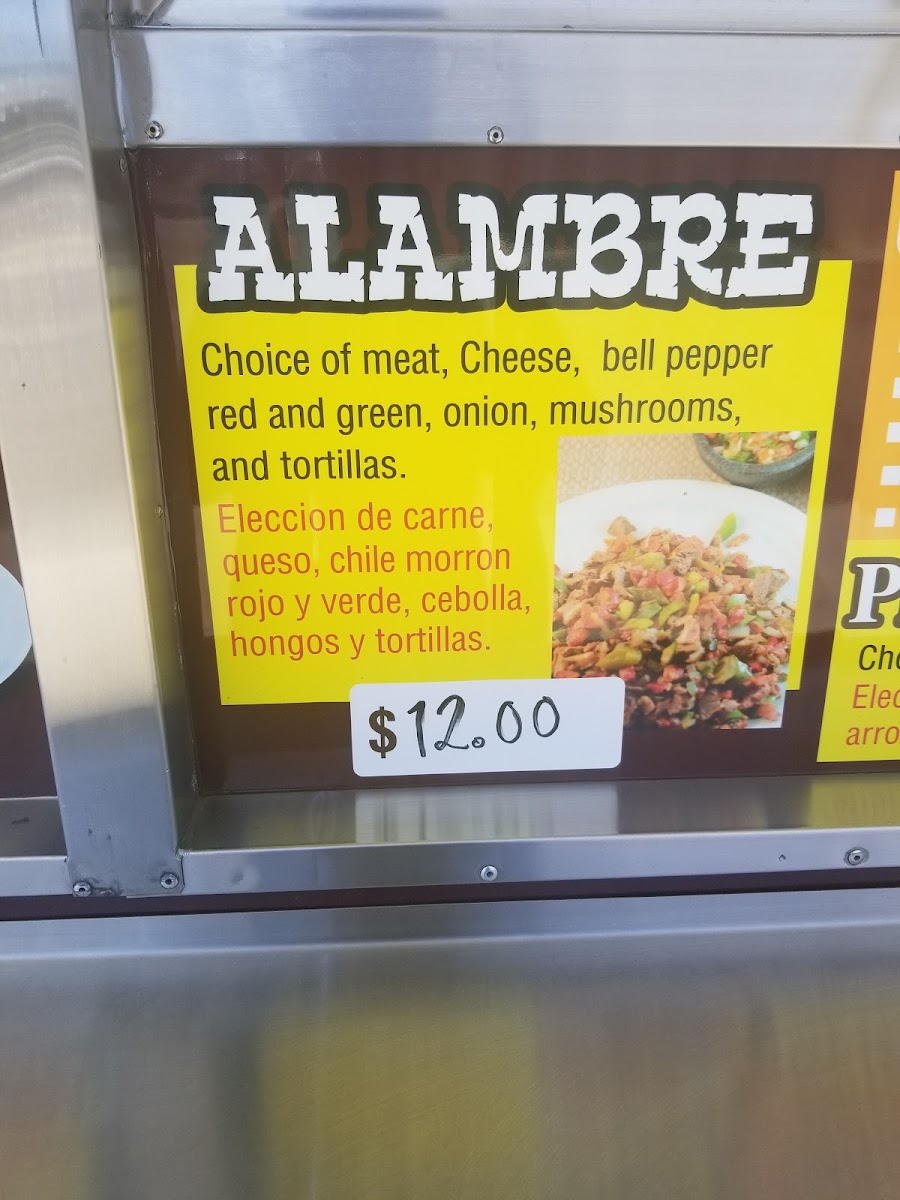 ALAMBRE
Choice of meat, Cheese, bell pepper
red and green, onion, mushrooms,
and tortillas.
Eleccion de carne,
queso, chile morron
rojo y verde, cebolla,
hongos y tortillas.
$12.00